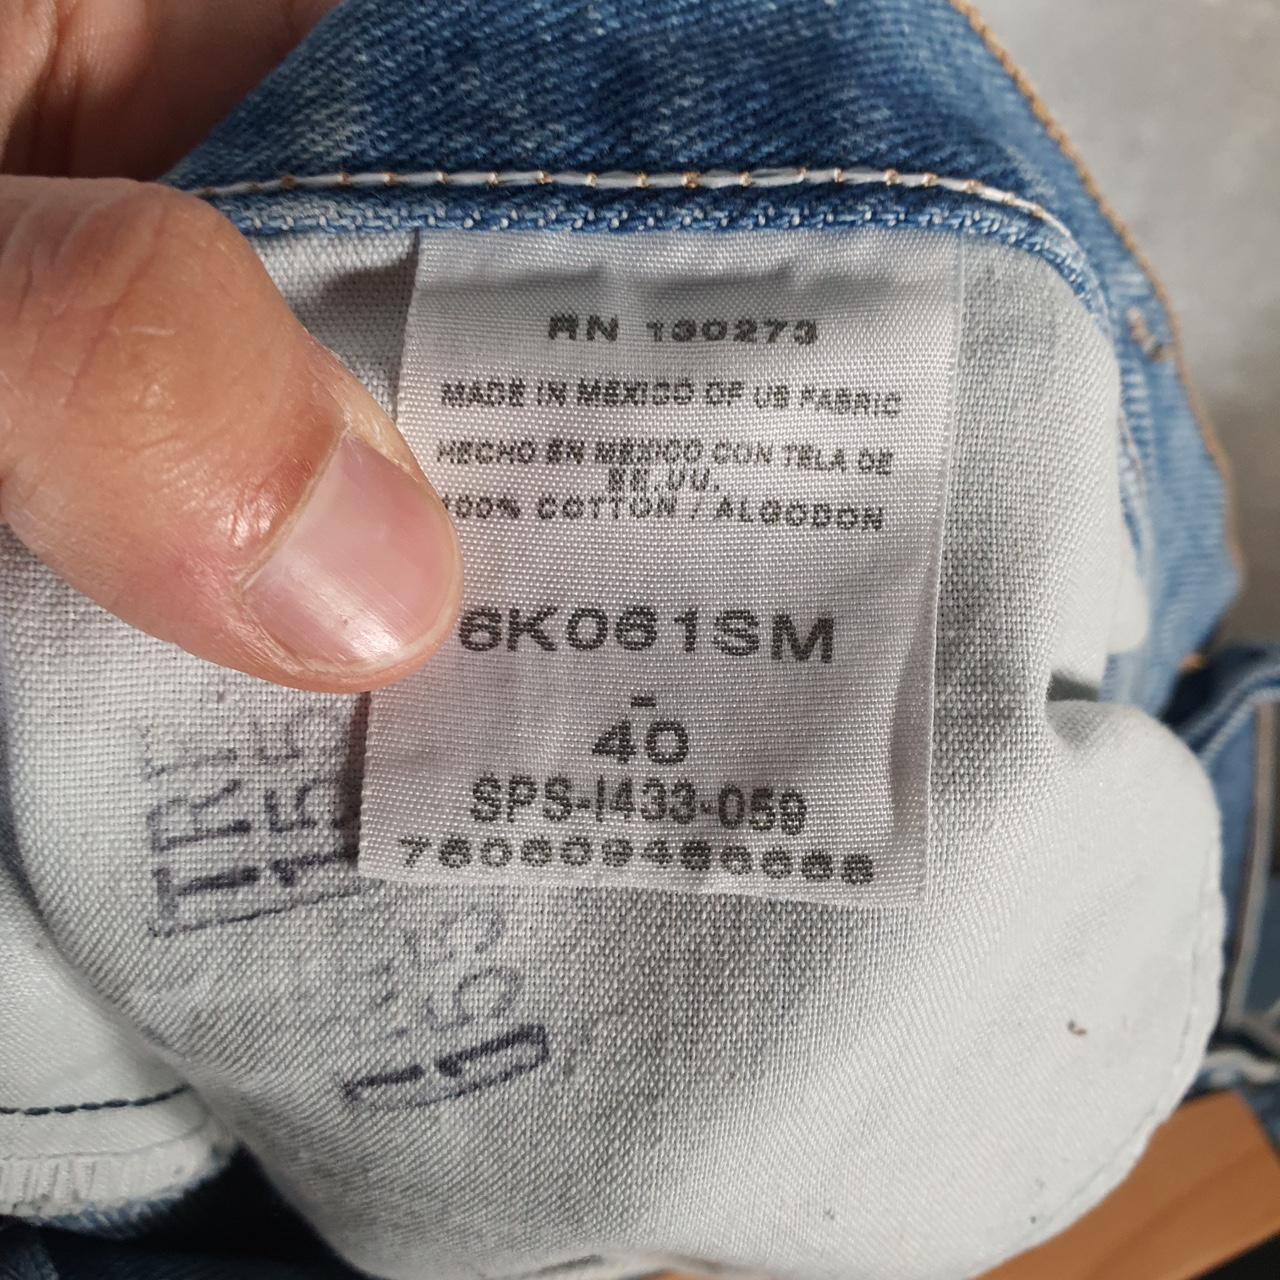 RN 130273
MADE IN MEXICO OF US FABRIC
HECHO EN MEXICO CON TELA DE
EE.UU.
100% COTTON / ALGODON
6K061SM
-
40
SPS-I433-059